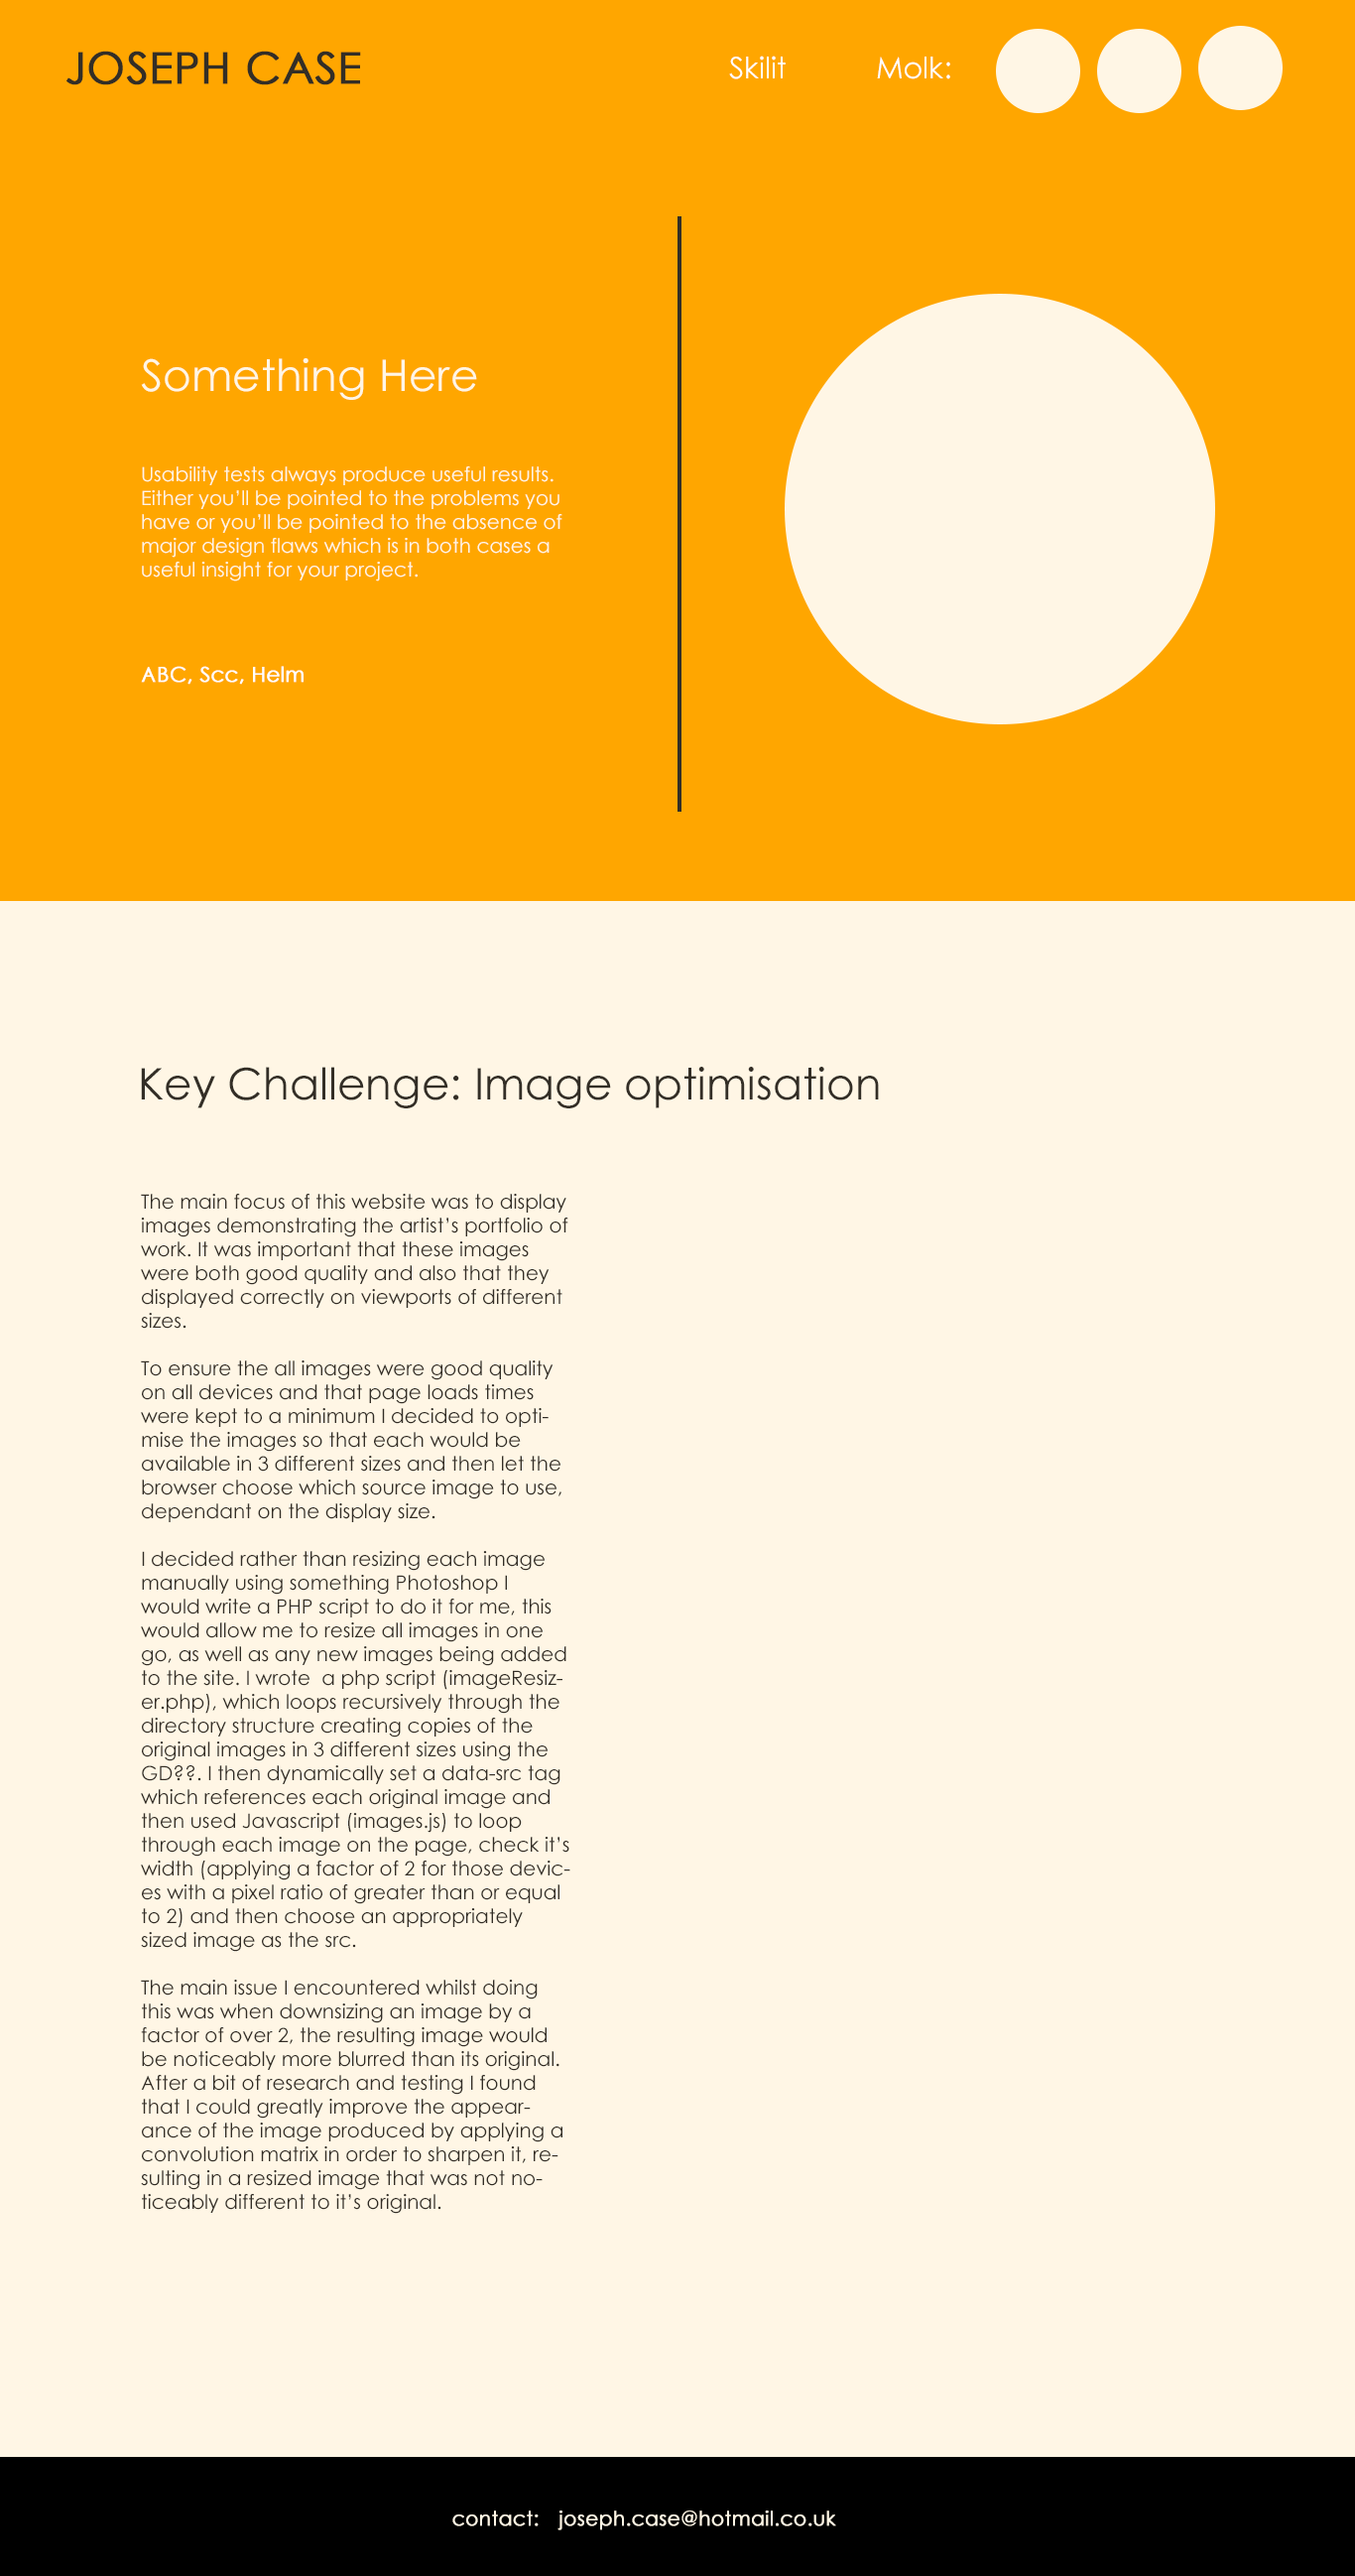 JOSEPH CASE
Skilit
Molk:
Something Here
Usability tests always produce useful results.
Either you’ll be pointed to the problems you
have or you’ll be pointed to the absence of
major design flaws which is in both cases a
useful insight for your project.
ABC, Scc, Helm
Key Challenge: Image optimisation
The main focus of this website was to display
images demonstrating the artist’s portfolio of
work. It was important that these images
were both good quality and also that they
displayed correctly on viewports of different
sizes.
To ensure the all images were good quality
on all devices and that page loads times
were kept to a minimum I decided to opti-
mise the images so that each would be
available in 3 different sizes and then let the
browser choose which source image to use,
dependant on the display size.
I decided rather than resizing each image
manually using something Photoshop I
would write a PHP script to do it for me, this
would allow me to resize all images in one
go, as well as any new images being added
to the site. I wrote  a php script (imageResiz-
er.php), which loops recursively through the
directory structure creating copies of the
original images in 3 different sizes using the
GD??. I then dynamically set a data-src tag
which references each original image and
then used Javascript (images.js) to loop
through each image on the page, check it’s
width (applying a factor of 2 for those devic-
es with a pixel ratio of greater than or equal
to 2) and then choose an appropriately
sized image as the src.
The main issue I encountered whilst doing
this was when downsizing an image by a
factor of over 2, the resulting image would
be noticeably more blurred than its original.
After a bit of research and testing I found
that I could greatly improve the appear-
ance of the image produced by applying a
convolution matrix in order to sharpen it, re-
sulting in a resized image that was not no-
ticeably different to it’s original.
contact:   joseph.case@hotmail.co.uk